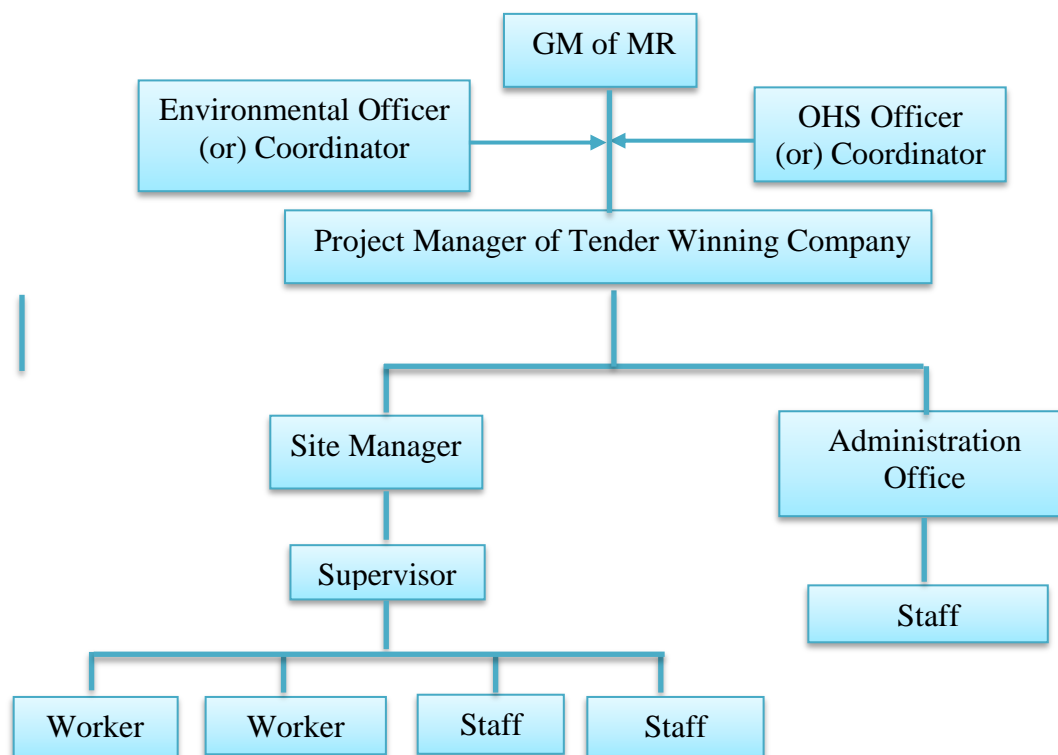 GM of MR
Environmental Officer
(or) Coordinator
OHS Officer
(or) Coordinator
Project Manager of Tender Winning Company
Site Manager
Administration
Office
Supervisor
Staff
Worker
Worker
Staff
Staff